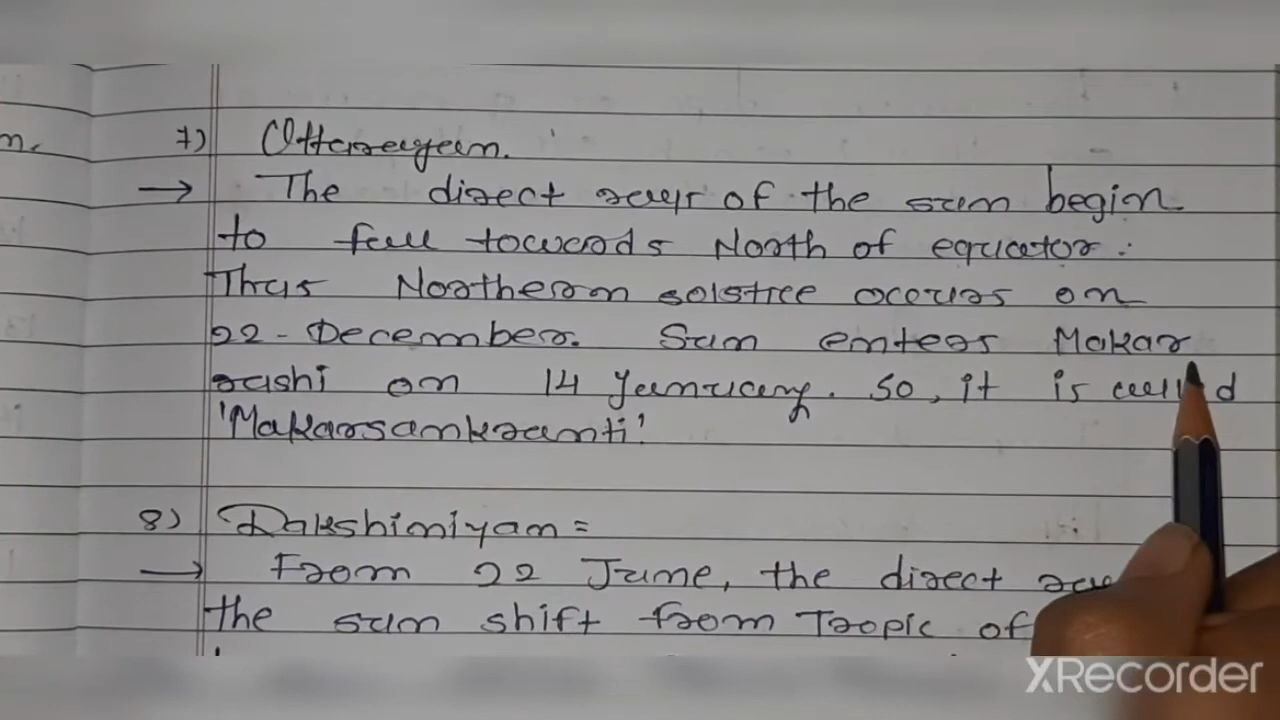 n.
7) Uttarayan.
→ The direct rays of the sun begin
to fall towards North of equator.
Thus Northern solstice occurs on
22 - December. Sun enters Makar
rashi on 14 January. So, it is called
'Makarsankranti'
8) Dakshiniyan =
→ From 22 June, the direct
the sun shift from Tropic of
XRecorder